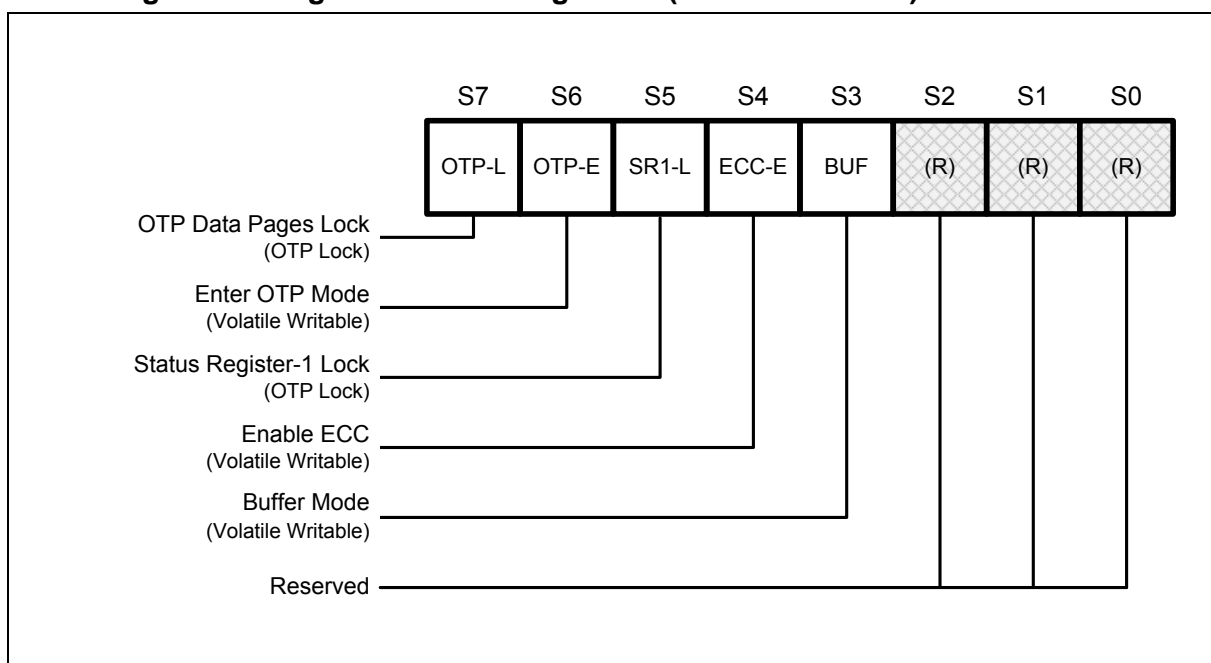 S7 S6 S5 S4 S3 S2 S1 S0
OTP-L OTP-E SR1-L ECC-E BUF (R) (R) (R)
OTP Data Pages Lock
(OTP Lock)
Enter OTP Mode
(Volatile Writable)
Status Register-1 Lock
(OTP Lock)
Enable ECC
(Volatile Writable)
Buffer Mode
(Volatile Writable)
Reserved